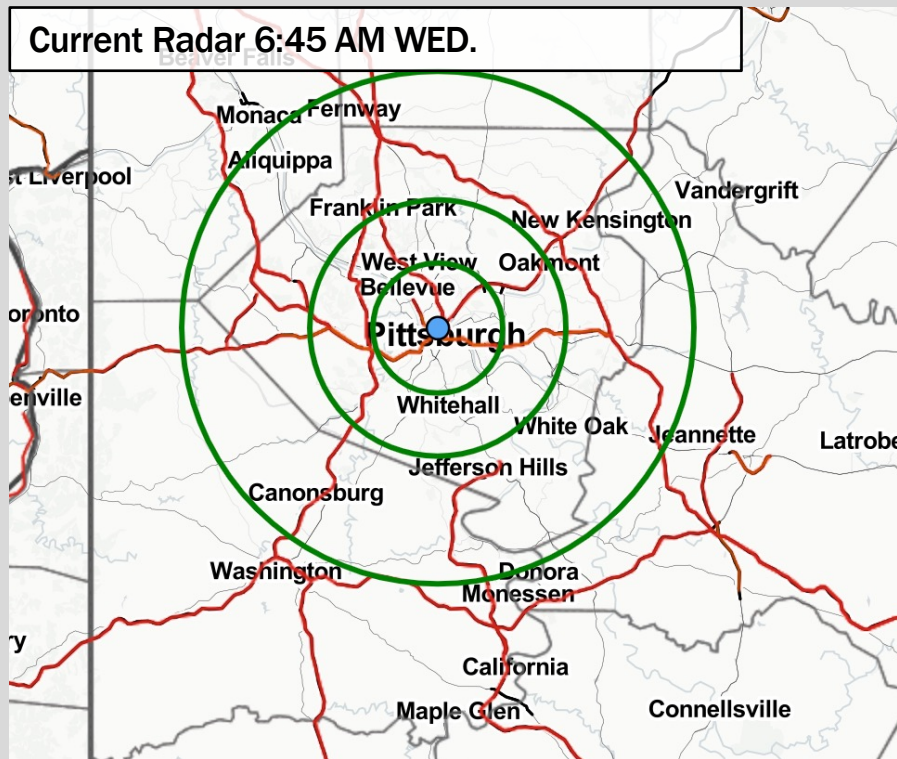 Current Radar 6:45 AM WED.
Beaver Falls
Monaca
Fernway
Aliquippa
st Liverpool
Vandergrift
Franklin Park
New Kensington
West View
Oakmont
Bellevue
oronto
Pittsburgh
enville
Whitehall
White Oak
Jeannette
Latrobe
Jefferson Hills
Canonsburg
Washington
Donora
Monessen
ry
California
Maple Glen
Connellsville